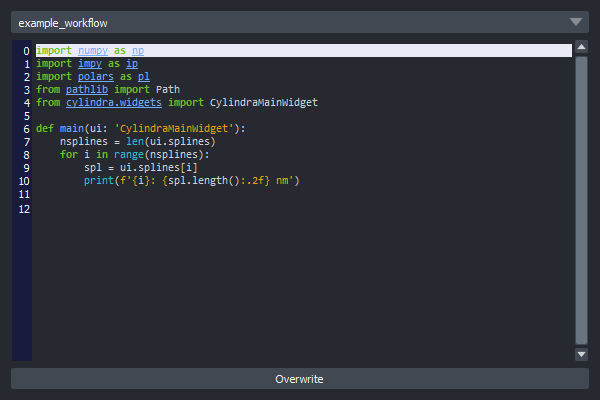 example_workflow
0 import numpy as np
1 import impy as ip
2 import polars as pl
3 from pathlib import Path
4 from cylindra.widgets import CylindraMainWidget
5
6 def main(ui: 'CylindraMainWidget'):
7     nsplines = len(ui.splines)
8     for i in range(nsplines):
9         spl = ui.splines[i]
10         print(f'{i}: {spl.length():.2f} nm')
11
12
Overwrite